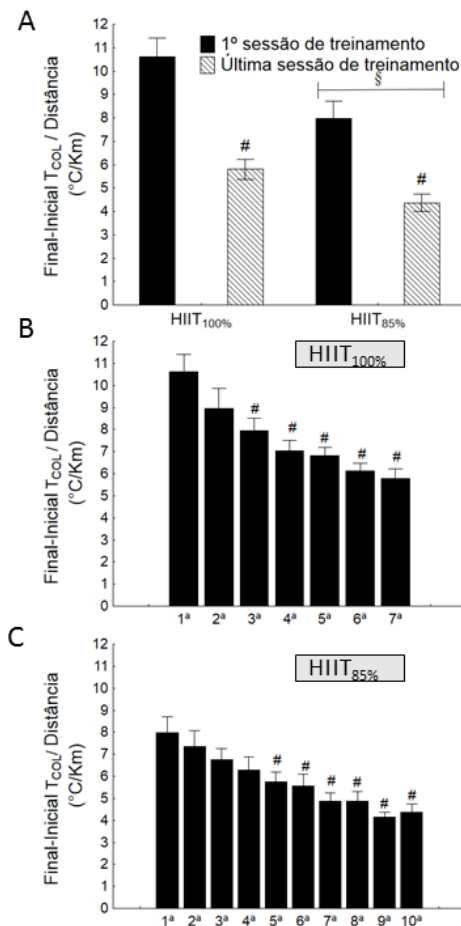 A
Final-Inicial T_COL / Distância
(°C/Km)
12
11
10
9
8
7
6
5
4
3
2
1
0
1º sessão de treinamento
Última sessão de treinamento
§
#
#
HIIT100%
HIIT85%
B
HIIT100%
Final-Inicial T_COL / Distância
(°C/Km)
12
11
10
9
8
7
6
5
4
3
2
1
0
# # # # #
1ª 2ª 3ª 4ª 5ª 6ª 7ª
C
HIIT85%
Final-Inicial T_COL/ Distância
(°C/Km)
12
11
10
9
8
7
6
5
4
3
2
1
0
# # # # # #
1ª 2ª 3ª 4ª 5ª 6ª 7ª 8ª 9ª 10ª